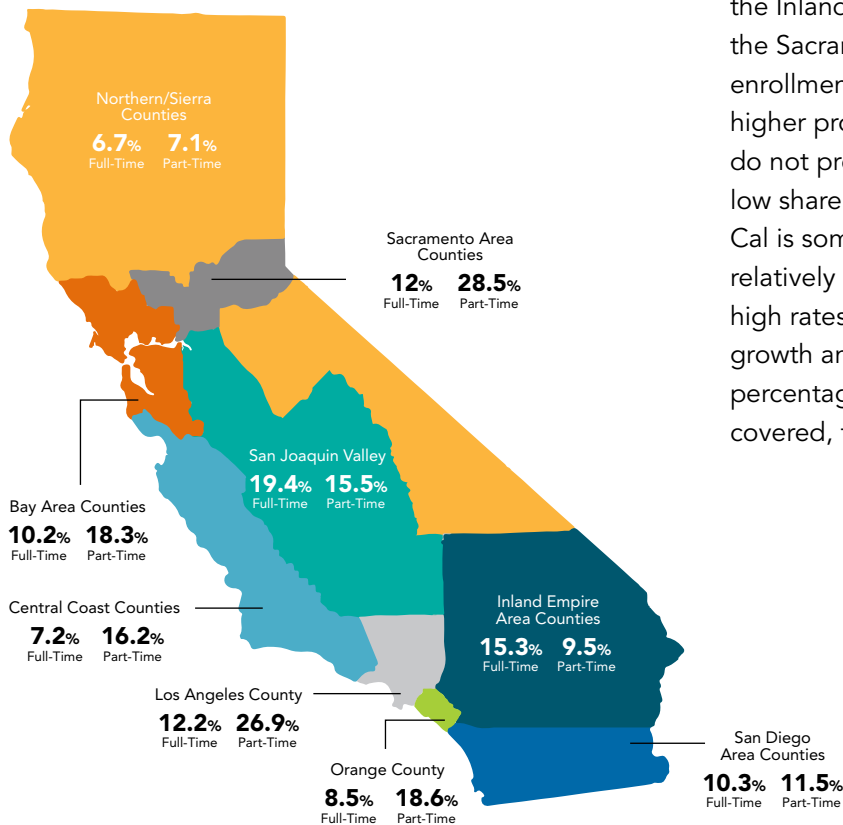 Northern/Sierra
Counties
6.7% 7.1%
Full-Time Part-Time
Sacramento Area
Counties
12% 28.5%
Full-Time Part-Time
San Joaquin Valley
19.4% 15.5%
Full-Time Part-Time
Bay Area Counties
10.2% 18.3%
Full-Time Part-Time
Central Coast Counties
7.2% 16.2%
Full-Time Part-Time
Inland Empire
Area Counties
15.3% 9.5%
Full-Time Part-Time
Los Angeles County
12.2% 26.9%
Full-Time Part-Time
Orange County
8.5% 18.6%
Full-Time Part-Time
San Diego
Area Counties
10.3% 11.5%
Full-Time Part-Time
the Inlan
the Sacra
enrollmen
higher pro
do not pr
low share
Cal is som
relatively
high rates
growth an
percentag
covered,